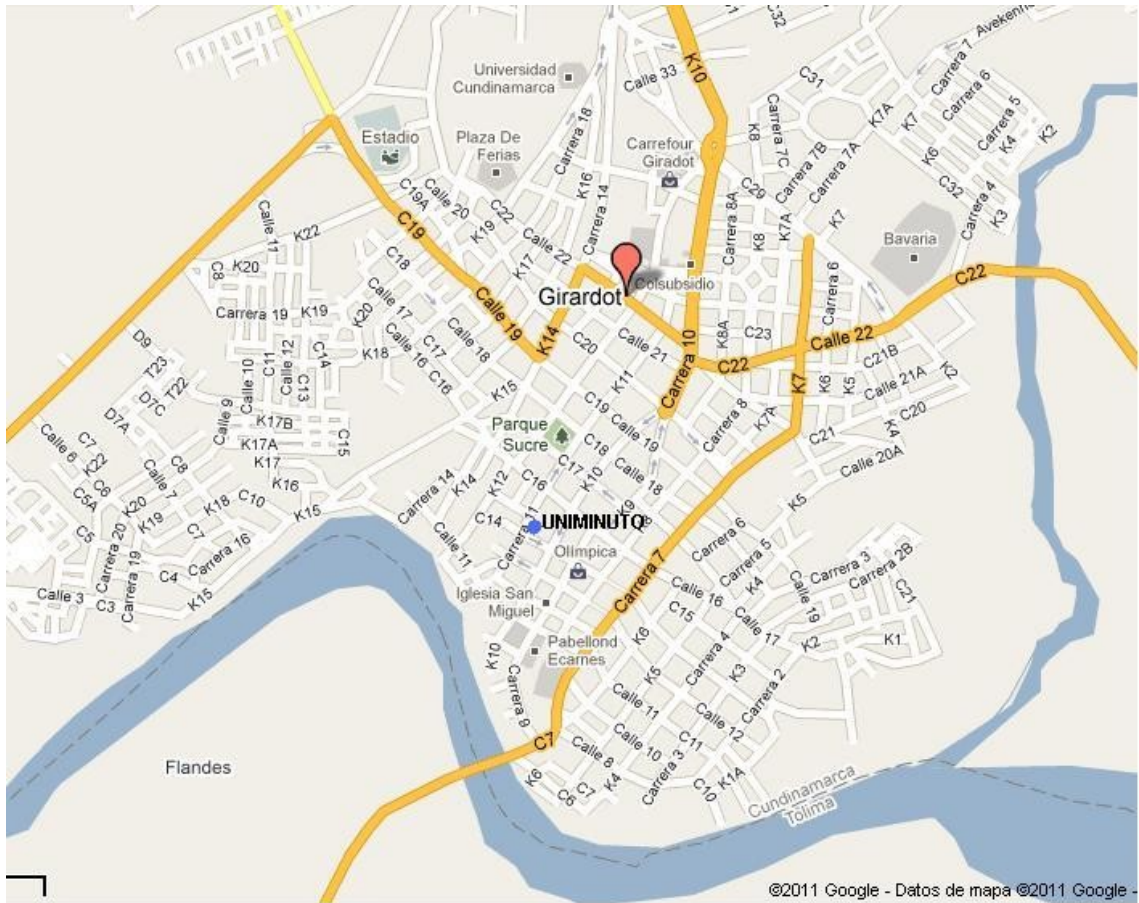 C32
C31
Avekenne
Carrera 1
Carrera 6
Carrera 5
K4
K2
K3
K7
K7A
K6
C32
Carrera 4
K10
Calle 33
Universidad
Cundinamarca
Carrera 18
Estadio
Plaza De
Ferias
Carrefour
Giradot
K8
Carrera 7C
Carrera 7B
Carrera 7A
C29
K16
Carrera 14
C19A
Calle 20
K19
C22
Calle 22
K17
Carrera 8A
K8
K7A
K7
Carrera 6
Bavaria
Calle 11
K22
C8
K20
Carrera 19
K19
K20
C19
C18
Calle 17
Calle 16
C17
C16
Calle 18
Calle 19
K14
Girardot
Colsubsidio
C20
Calle 21
K8A
C23
C22
Calle 22
C22
C21B
Calle 21A
K2
C20
K4
K6
K5
Carrera 10
K7
D9
T23
T22
D7C
D7A
Calle 10
C11
Calle 12
C13
C14
K18
Calle 9
K17B
K17A
K17
K16
C15
K15
K15
Parque
Sucre
K11
C19
Calle 19
C18
Calle 18
C17
K10
K9
C16
Carrera 8
K7A
C21
Calle 20A
K5
Calle 6
C7
K22
C6
C5A
C5
C8
Calle 7
K20
K19
K18
C10
C7
Carrera 20
Carrera 19
Carrera 16
C4
Calle 3
C3
K15
Carrera 14
K14
K12
C14
Carrera 11
Calle 11
UNIMINUTO
Olímpica
Iglesia San
Miguel
Pabellond
Ecarnes
K10
Carrera 9
Carrera 7
Carrera 6
Carrera 5
K4
Calle 16
C15
Calle 17
Calle 19
Carrera 3
Carrera 2B
C21
K2
K1
K6
K5
Carrera 4
K3
Carrera 2
Calle 11
Calle 12
C11
Calle 10
Calle 8
Carrera 3
C10
K1A
C7
K6
C6
C7
K4
Flandes
Cundinamarca
Tolima
©2011 Google - Datos de mapa ©2011 Google -